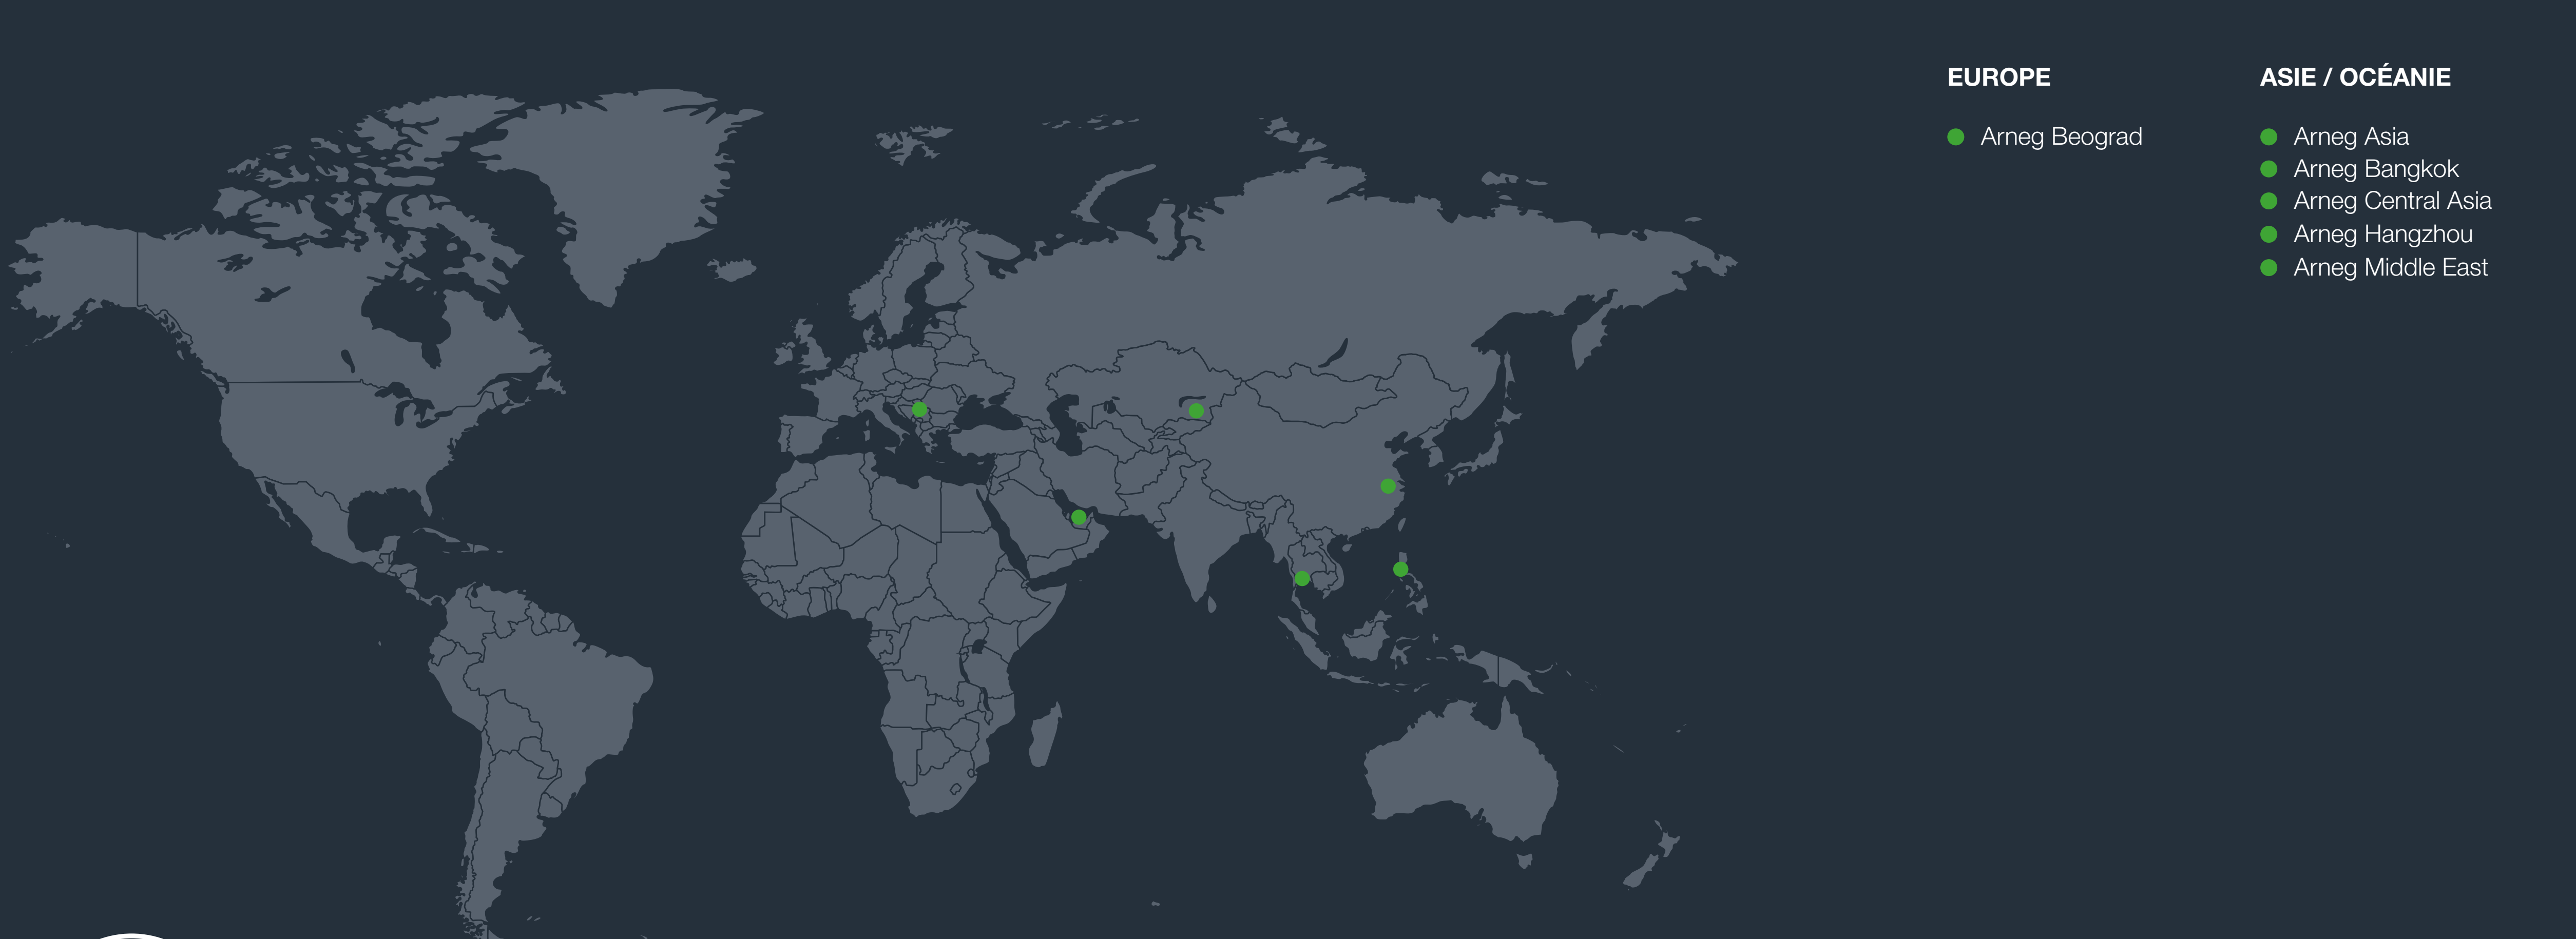 EUROPE
Arneg Beograd
ASIE / OCÉANIE
Arneg Asia
Arneg Bangkok
Arneg Central Asia
Arneg Hangzhou
Arneg Middle East